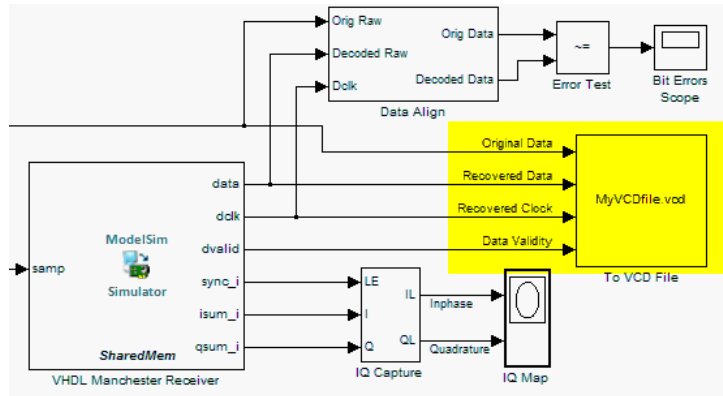 Orig Raw
Orig Data
Decoded Raw
Decoded Data
Dclk
Data Align
~=
Error Test
Bit Errors
Scope
Original Data
Recovered Data
Recovered Clock
Data Validity
MyVCDfile.vcd
To VCD File
samp
ModelSim
Simulator
SharedMem
data
dclk
dvalid
sync_i
isum_i
qsum_i
VHDL Manchester Receiver
LE
I
Q
IL
QL
IQ Capture
Inphase
Quadrature
IQ Map